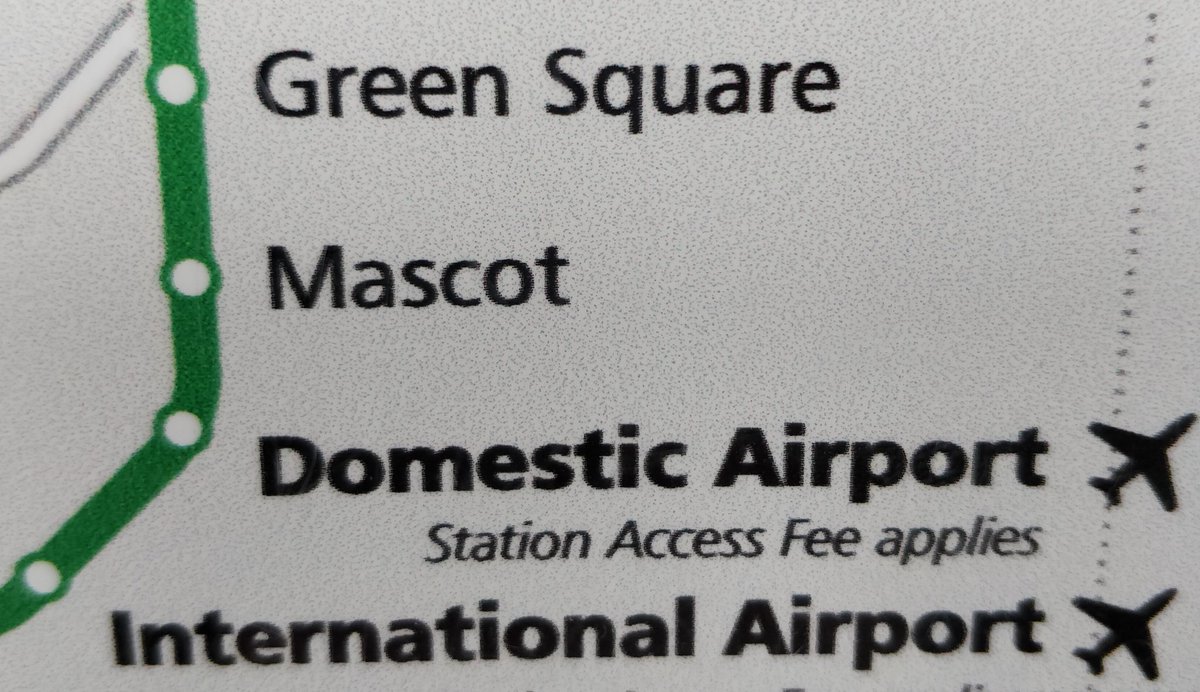 Green Square
Mascot
Domestic Airport
Station Access Fee applies
International Airport